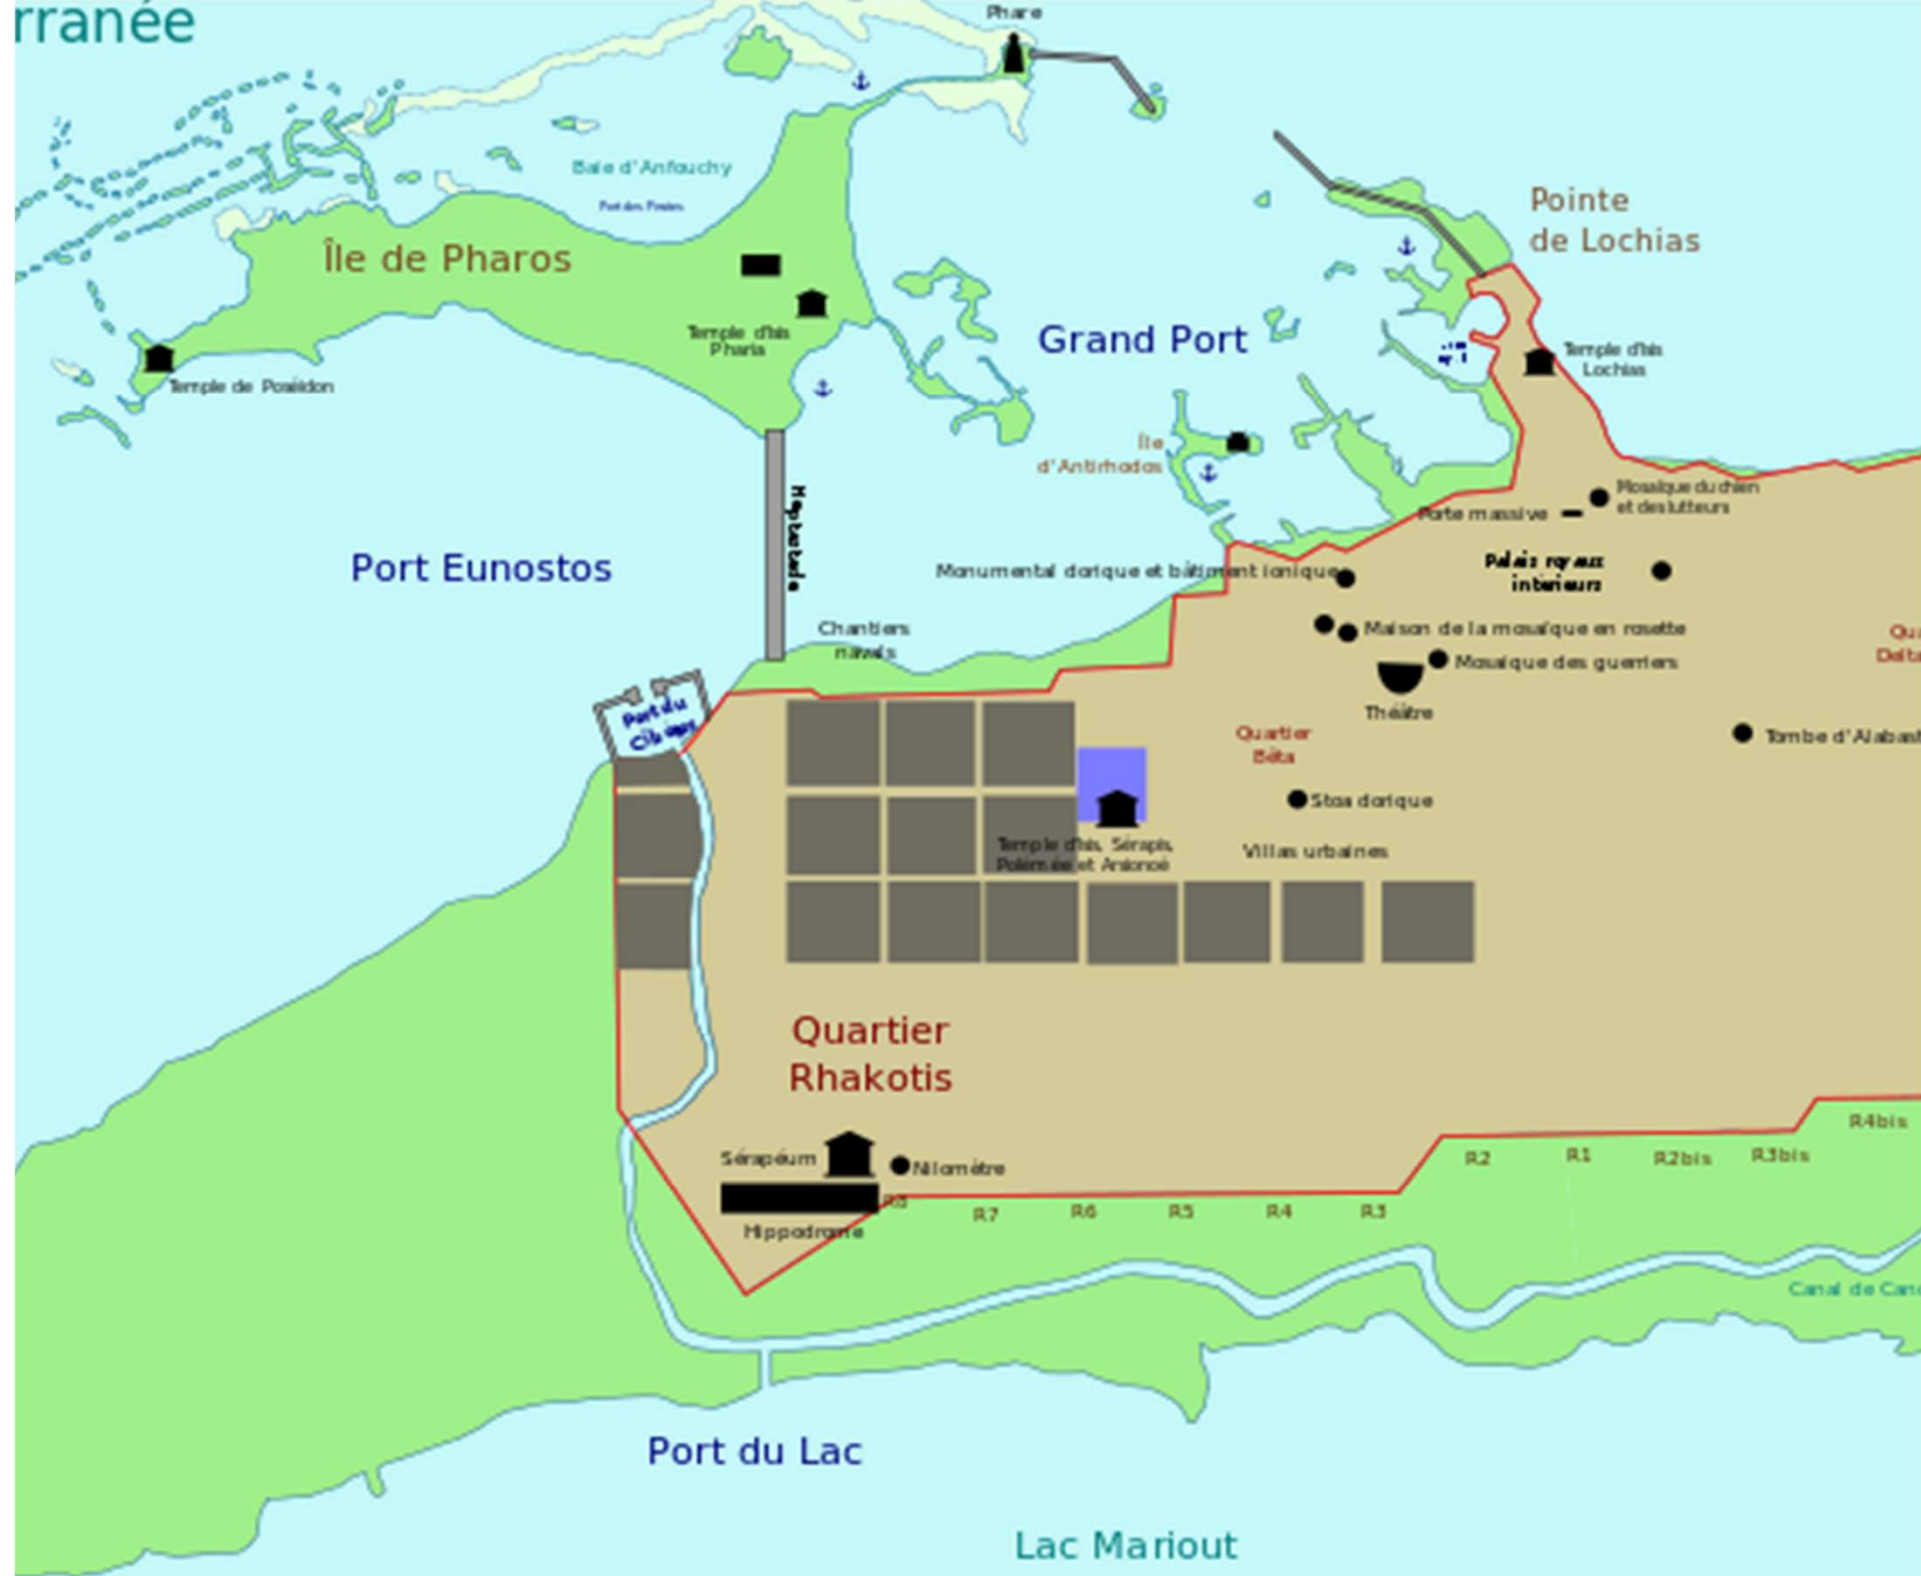 rranée
Phare
Baie d'Anfouchy
Port des Pirates
Île de Pharos
Pointe
de Lochias
Temple d'Isis
Pharia
Grand Port
Temple d'Isis
Lochias
Temple de Poséidon
Île
d'Antirhodos
Mosaïque du chien
et des lutteurs
Porte massive
Heptastade
Port Eunostos
Monumental dorique et bâtiment ionique
Palais royaux
intérieurs
Chantiers
navals
Maison de la mosaïque en rosette
Qua
Delta
Mosaïque des guerriers
Port du
Théâtre
Quartier
Bêta
Tombe d'Alabast
Stoa dorique
Temple d'Isis, Sérapis,
et
Villas urbaines
Quartier
Rhakotis
R4bis
Sérapéum
Nilomètre
R2
R1
R2bis
R3bis
R8
R7
R6
R5
R4
R3
Hippodrome
Canal de Cano
Port du Lac
Lac Mariout